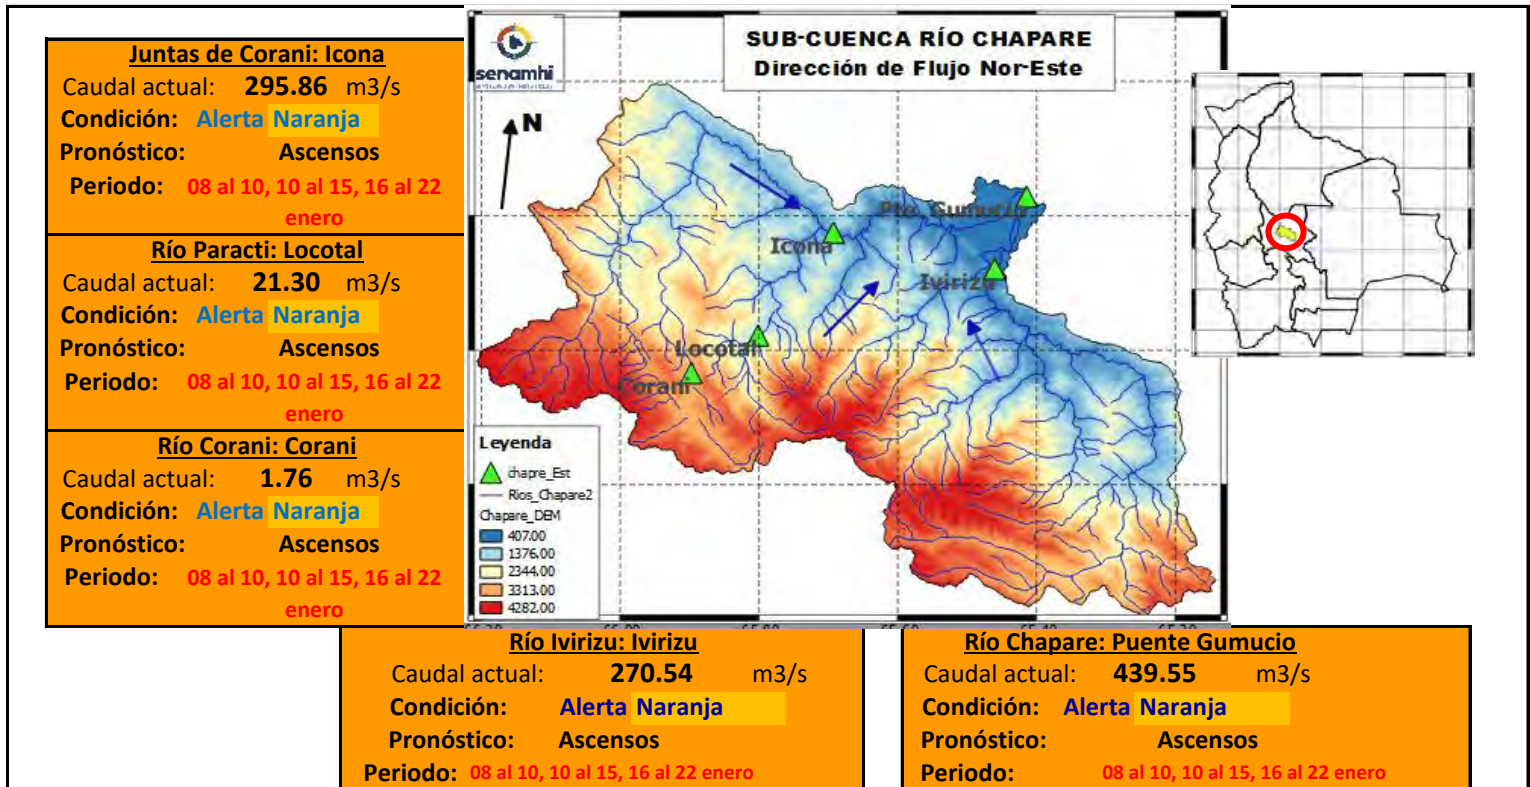 Juntas de Corani: Icona
Caudal actual: 295.86 m3/s
Condición: Alerta Naranja
Pronóstico: Ascensos
Periodo: 08 al 10, 10 al 15, 16 al 22
enero
Río Paracti: Locotal
Caudal actual: 21.30 m3/s
Condición: Alerta Naranja
Pronóstico: Ascensos
Periodo: 08 al 10, 10 al 15, 16 al 22
enero
Río Corani: Corani
Caudal actual: 1.76 m3/s
Condición: Alerta Naranja
Pronóstico: Ascensos
Periodo: 08 al 10, 10 al 15, 16 al 22
enero
senamhi
SUB-CUENCA RÍO CHAPARE
Dirección de Flujo Nor-Este
N
Pto. Gumucio
Icona
Ivirizu
Locotal
Corani
Leyenda
chapre_Est
Rios_Chapare2
Chapare_DEM
407.00
1376.00
2344.00
3313.00
4282.00
Río Ivirizu: Ivirizu
Caudal actual: 270.54 m3/s
Condición: Alerta Naranja
Pronóstico: Ascensos
Periodo: 08 al 10, 10 al 15, 16 al 22 enero
Río Chapare: Puente Gumucio
Caudal actual: 439.55 m3/s
Condición: Alerta Naranja
Pronóstico: Ascensos
Periodo: 08 al 10, 10 al 15, 16 al 22 enero